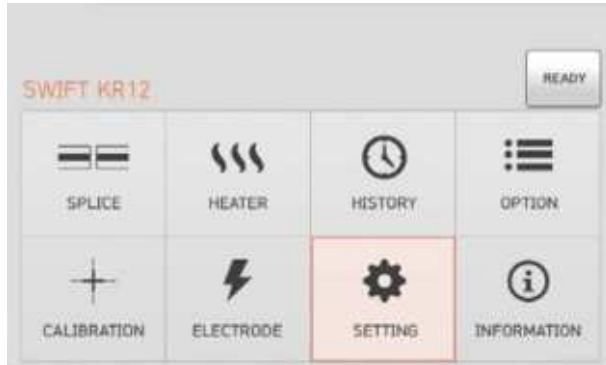 READY
SWIFT KR12
SPLICE HEATER HISTORY OPTION
CALIBRATION ELECTRODE SETTING INFORMATION